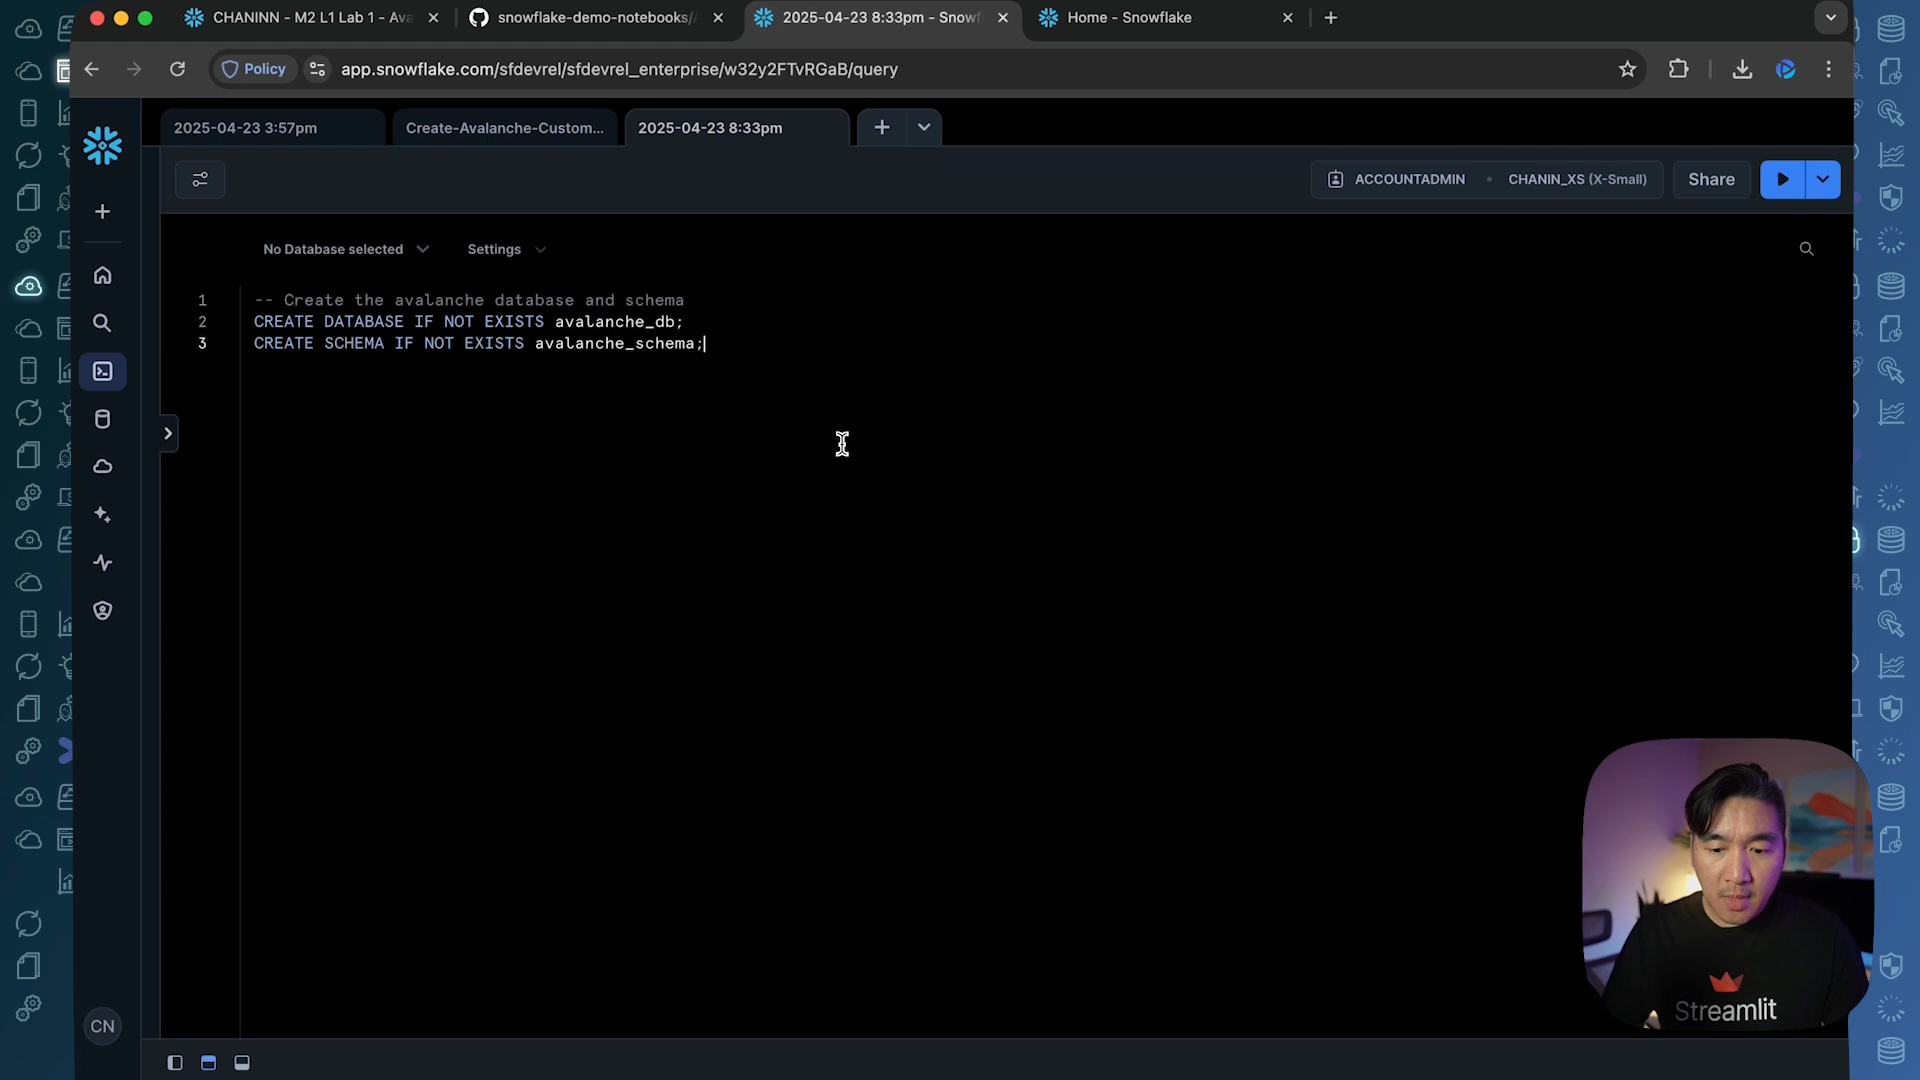 CHANINN - M2 L1 Lab 1 - Ava
snowflake-demo-notebooks/
2025-04-23 8:33pm - Snowf
Home - Snowflake
Policy
app.snowflake.com/sfdevrel/sfdevrel_enterprise/w32y2FTvRGaB/query
2025-04-23 3:57pm
Create-Avalanche-Custom...
2025-04-23 8:33pm
ACCOUNTADMIN
CHANIN_XS (X-Small)
Share
No Database selected
Settings
1 -- Create the avalanche database and schema
2 CREATE DATABASE IF NOT EXISTS avalanche_db;
3 CREATE SCHEMA IF NOT EXISTS avalanche_schema;
Streamlit
CN